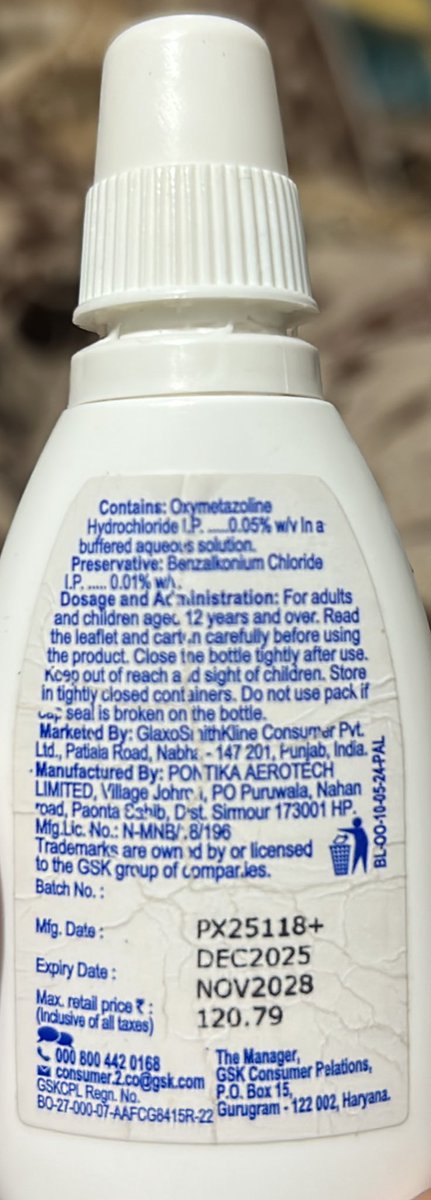 Contains: Oxymetazoline
Hydrochloride I.P. .....0.05% w/v in a
buffered aqueous solution.
Preservative: Benzalkonium Chloride
I.P. ..... 0.01% w/v.
Dosage and Administration: For adults
and children aged 12 years and over. Read
the leaflet and carton carefully before using
the product. Close the bottle tightly after use.
Keep out of reach and sight of children. Store
in tightly closed containers. Do not use pack if
cap seal is broken on the bottle.
Marketed By: GlaxoSmithKline Consumer Pvt.
Ltd., Patiala Road, Nabha - 147 201, Punjab, India.
Manufactured By: PONTIKA AEROTECH
LIMITED, Village PO Puruwala, Nahan
road, Paonta Sahib, Dist. Sirmour 173001 HP.
Mfg.Lic. No.:
Trademarks are owned by or licensed
to the GSK group of companies.
BL-OO-10-05-24-PAL
Batch No. : PX25118+
Mfg. Date : DEC2025
Expiry Date : NOV2028
Max. retail price ₹ : 120.79
(Inclusive of all taxes)
000 800 442 0168
consumer.2.co@gsk.com
GSKCPL Regn. No.
BO-27-000-07-AAFCG8415R-22
The Manager,
GSK Consumer Relations,
P.O. Box 15,
Gurugram - 122 002, Haryana.